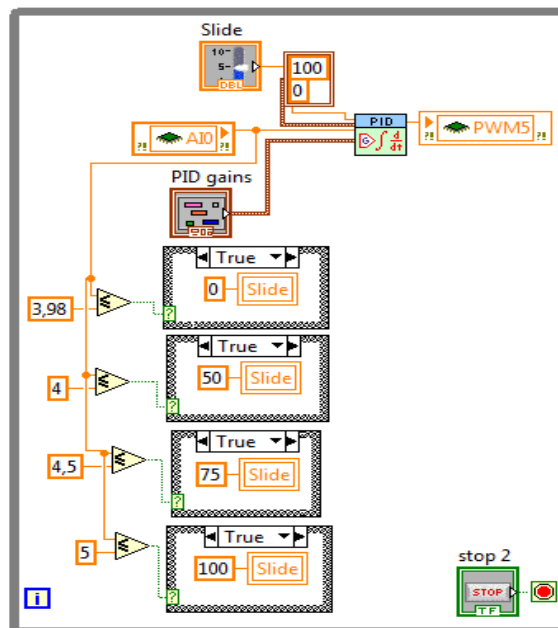 Slide
10-
5-
DBL
100
0
PID
AI0
?!
?!
PWM5
?!
?!
G ∫ d/dt
PID gains
True
0 Slide
3,98
?
True
50 Slide
4
?
True
75 Slide
4,5
?
True
100 Slide
5
?
stop 2
STOP
TF
i